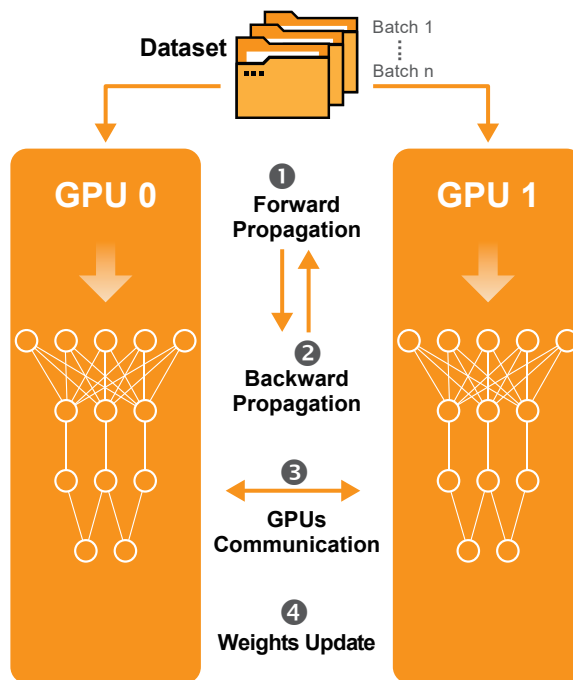 Dataset
Batch 1
Batch n
GPU 0
GPU 1
1
Forward
Propagation
2
Backward
Propagation
3
GPUs
Communication
4
Weights Update